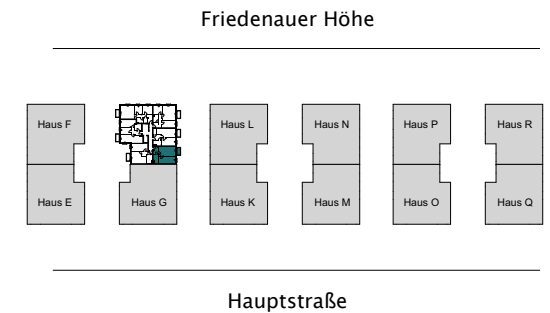 Friedenauer Höhe
Haus F
Haus L
Haus N
Haus P
Haus R
Haus E
Haus G
Haus K
Haus M
Haus O
Haus Q
Hauptstraße